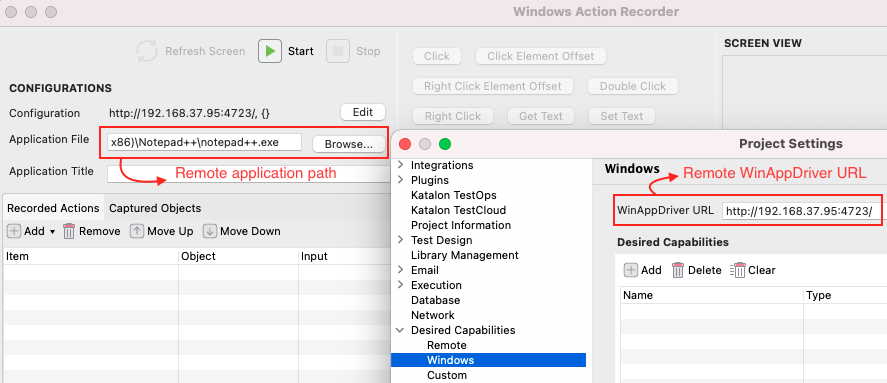 Windows Action Recorder
Refresh Screen
Start
Stop
Click
Click Element Offset
SCREEN VIEW
Right Click Element Offset
Double Click
Right Click
Get Text
Set Text
CONFIGURATIONS
Configuration
http://192.168.37.95:4723/, {}
Edit
Application File
x86)\Notepad++\notepad++.exe
Browse...
Application Title
Remote application path
Recorded Actions
Captured Objects
Add
Remove
Move Up
Move Down
Item
Object
Input
Project Settings
Integrations
Plugins
Katalon TestOps
Katalon TestCloud
Project Information
Test Design
Library Management
Email
Execution
Database
Network
Desired Capabilities
Remote
Windows
Custom
Windows
Remote WinAppDriver URL
WinAppDriver URL
http://192.168.37.95:4723/
Desired Capabilities
Add
Delete
Clear
Name
Type